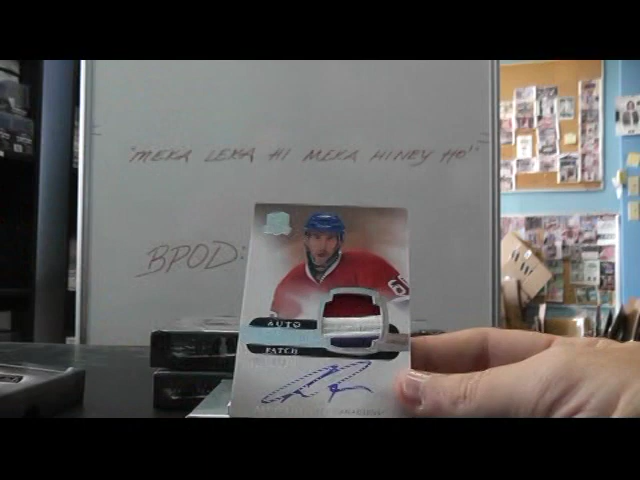 "MEKA LEKA HI MEKA HINEY HO"
BPOD:
AUTO
PATCH